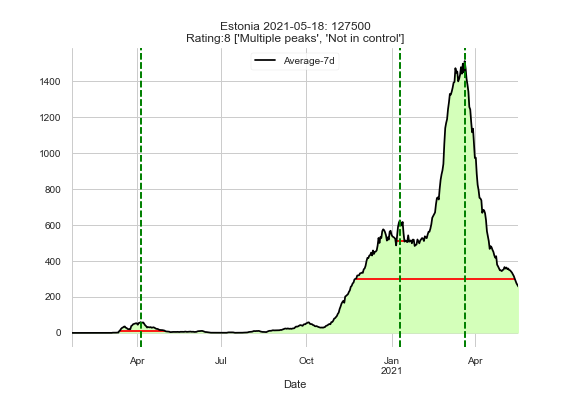 Estonia 2021-05-18: 127500
Rating:8 ['Multiple peaks', 'Not in control']
Average-7d
1400
1200
1000
800
600
400
200
0
Apr
Jul
Oct
Jan
2021
Apr
Date